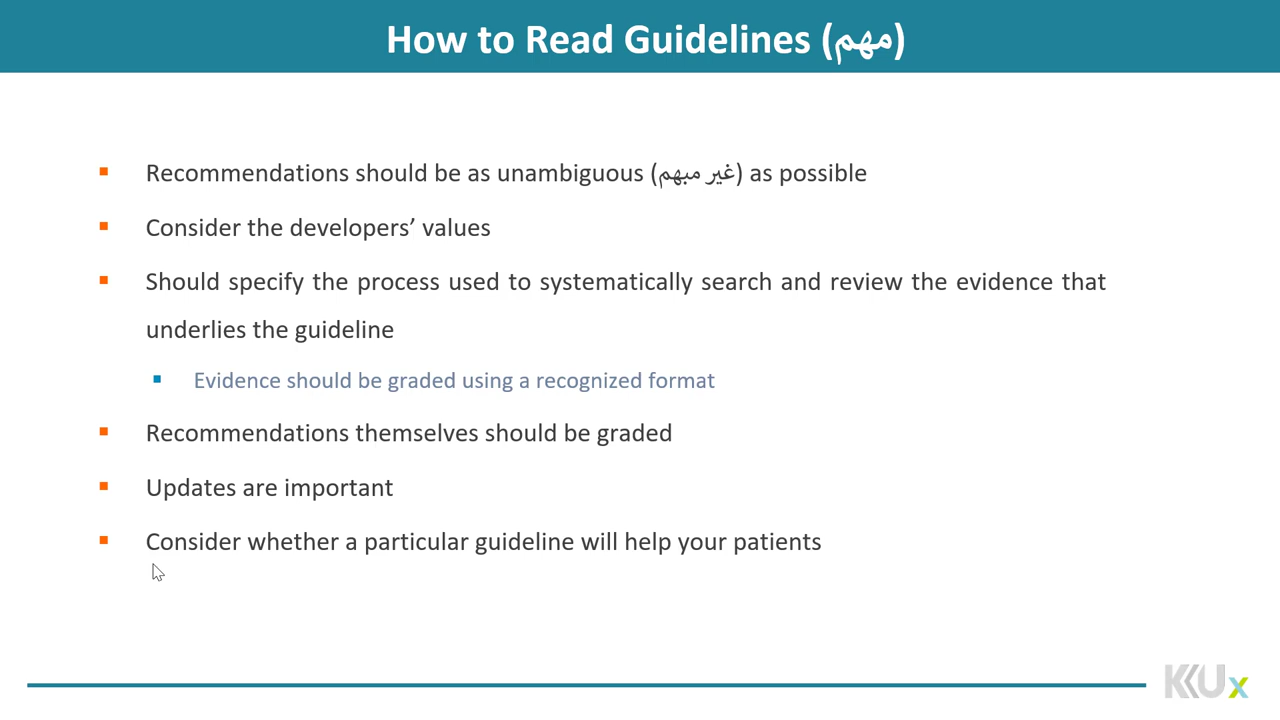 How to Read Guidelines (مهم)
Recommendations should be as unambiguous (غير مبهم) as possible
Consider the developers’ values
Should specify the process used to systematically search and review the evidence that
underlies the guideline
Evidence should be graded using a recognized format
Recommendations themselves should be graded
Updates are important
Consider whether a particular guideline will help your patients
KKUx